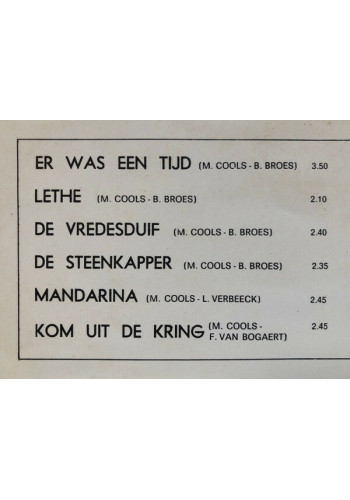 ER WAS EEN TIJD (M. COOLS - B. BROES) 3.50
LETHE (M. COOLS - B. BROES) 2.10
DE VREDESDUIF (M. COOLS - B. BROES) 2.40
DE STEENKAPPER (M. COOLS - B. BROES) 2.35
MANDARINA (M. COOLS - L. VERBEECK) 2.45
KOM UIT DE KRING (M. COOLS - 2.45
F. VAN BOGAERT)